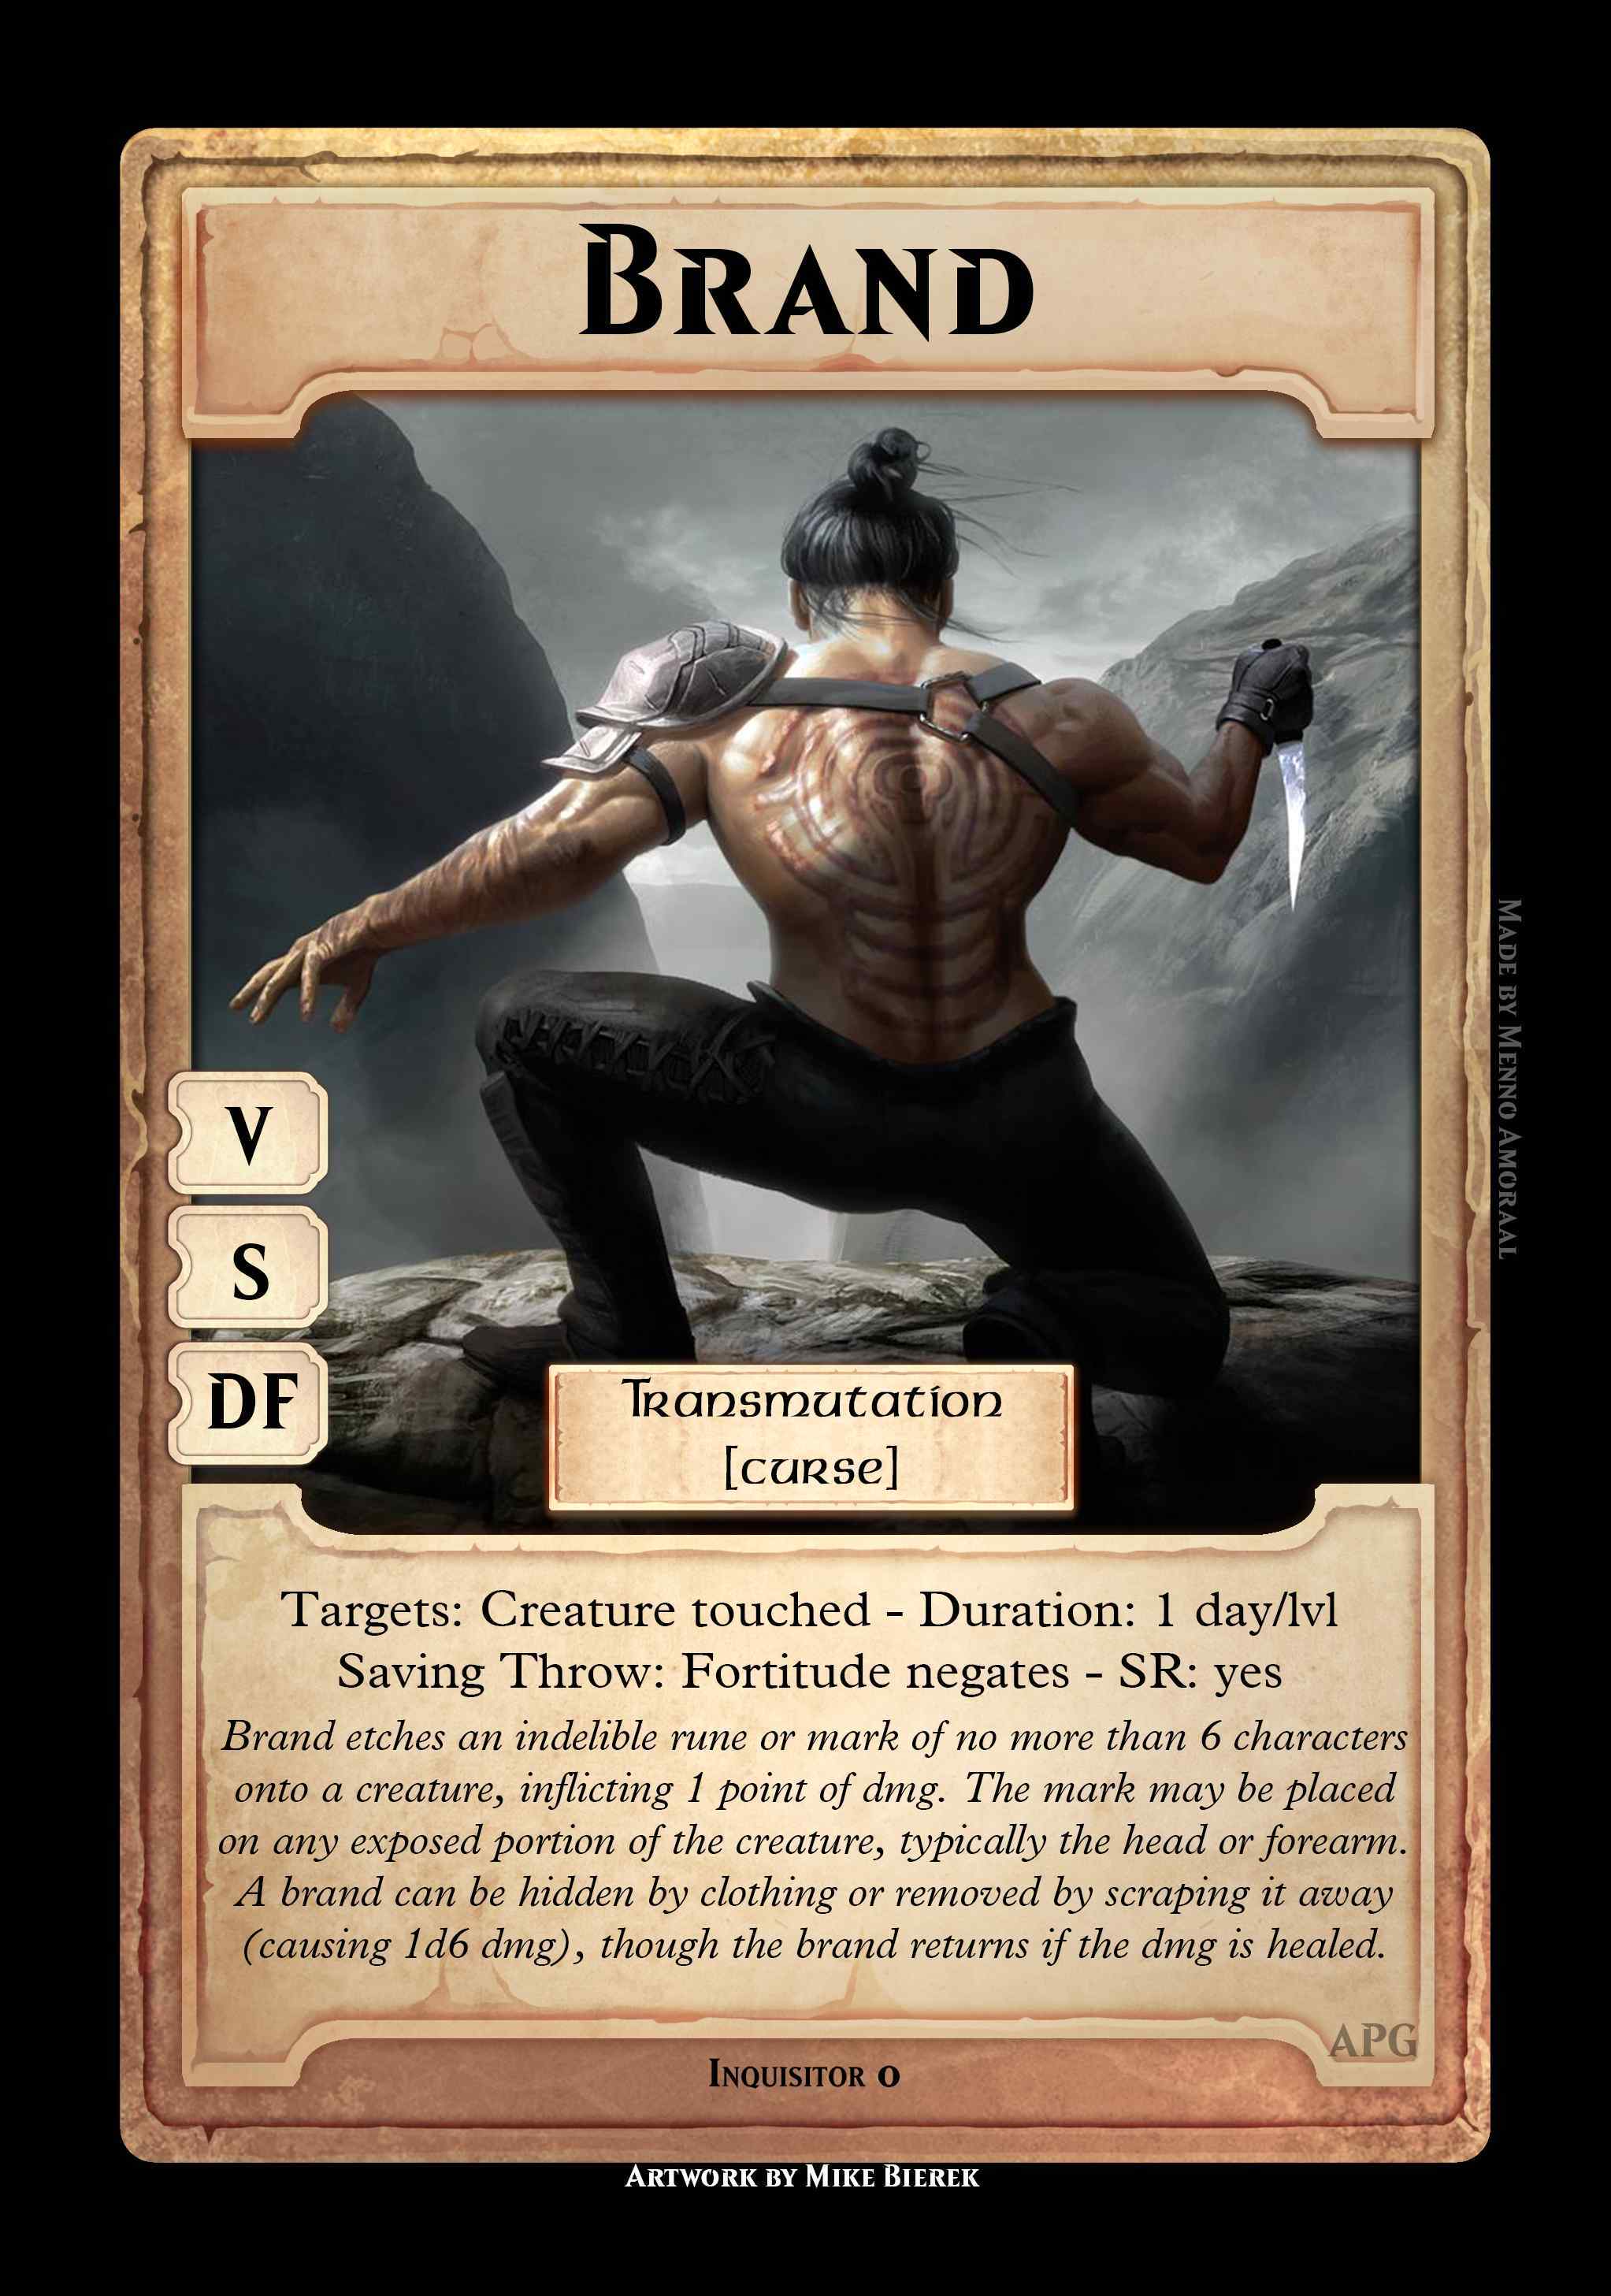 Brand
V
S
DF
Transmutation
[curse]
Targets: Creature touched - Duration: 1 day/lvl
Saving Throw: Fortitude negates - SR: yes
Brand etches an indelible rune or mark of no more than 6 characters
onto a creature, inflicting 1 point of dmg. The mark may be placed
on any exposed portion of the creature, typically the head or forearm.
A brand can be hidden by clothing or removed by scraping it away
(causing 1d6 dmg), though the brand returns if the dmg is healed.
APG
Inquisitor 0
Artwork by Mike Bierek
Made by Menno Amoraal